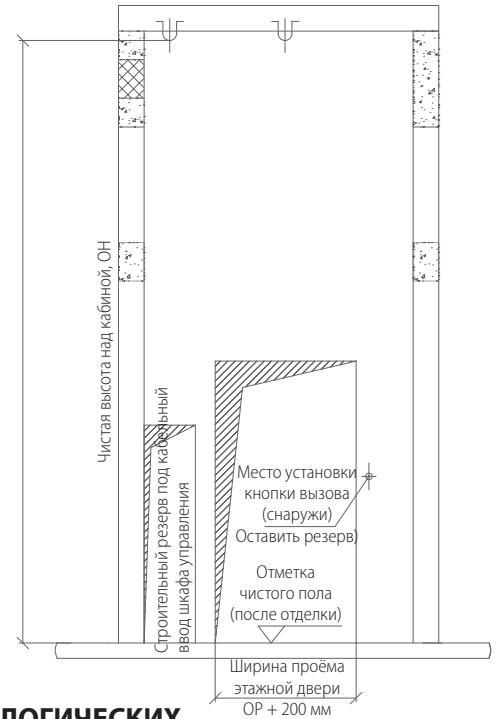 Чистая высота над кабиной, ОН
Строительный резерв под кабельный
ввод шкафа управления
Место установки
кнопки вызова
(снаружи)
Оставить резерв)
Отметка
чистого пола
(после отделки)
Ширина проёма
этажной двери
ОР + 200 мм
ЛОГИЧЕСКИХ